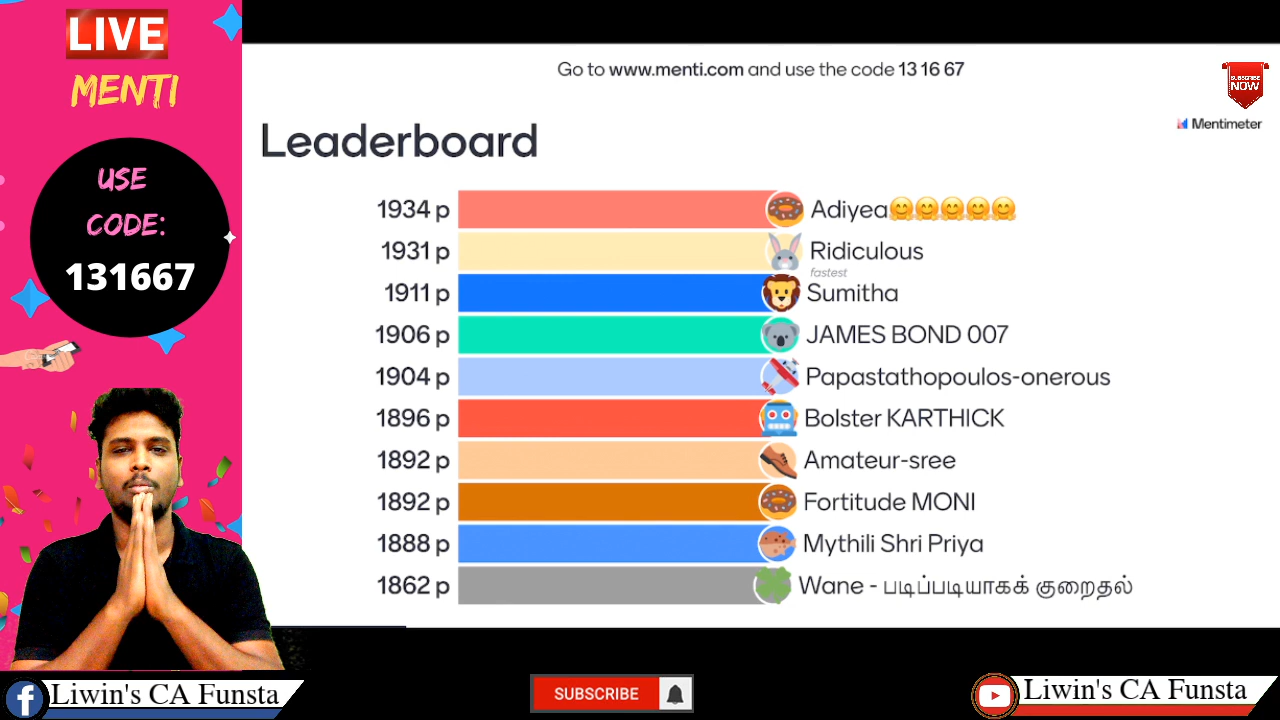 LIVE
MENTI
USE
CODE:
131667
Go to www.menti.com and use the code 13 16 67
SUBSCRIBE
NOW
Mentimeter
Leaderboard
1934 p Adiyea🤗🤗🤗🤗🤗
1931 p Ridiculous
fastest
1911 p Sumitha
1906 p JAMES BOND 007
1904 p Papastathopoulos-onerous
1896 p Bolster KARTHICK
1892 p Amateur-sree
1892 p Fortitude MONI
1888 p Mythili Shri Priya
1862 p Wane - படிப்படியாகக் குறைதல்
Liwin's CA Funsta
SUBSCRIBE
Liwin's CA Funsta